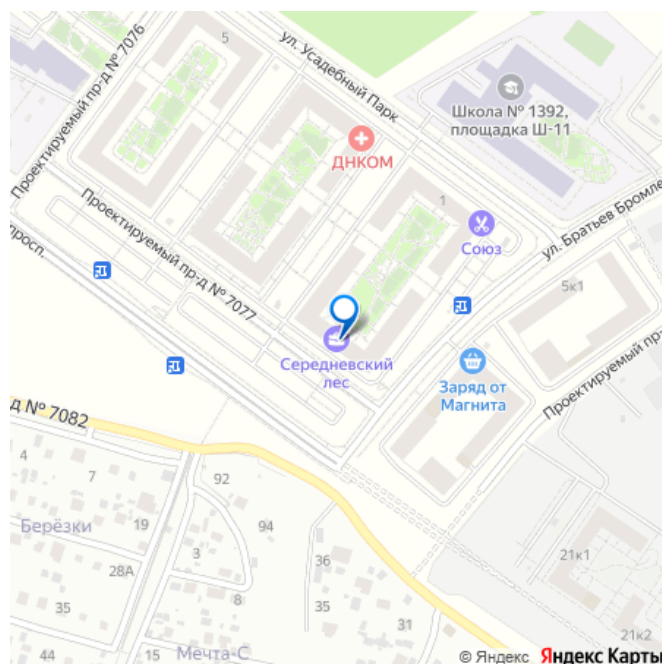 5
ул. Усадебный Парк
Проектируемый пр-д № 7076
Школа № 1392,
площадка Ш-11
ДНКОМ
1
Союз
ул. Братьев Бромле
Проектируемый пр-д № 7077
просп.
5к1
Середневский
лес
Заряд от
Магнита
Проектируемый пр-
д № 7082
4
7
92
Берёзки
19
94
3
28А
36
21к1
8
35
35
31
44
15
Мечта-С
21к2
© Яндекс Яндекс Карты